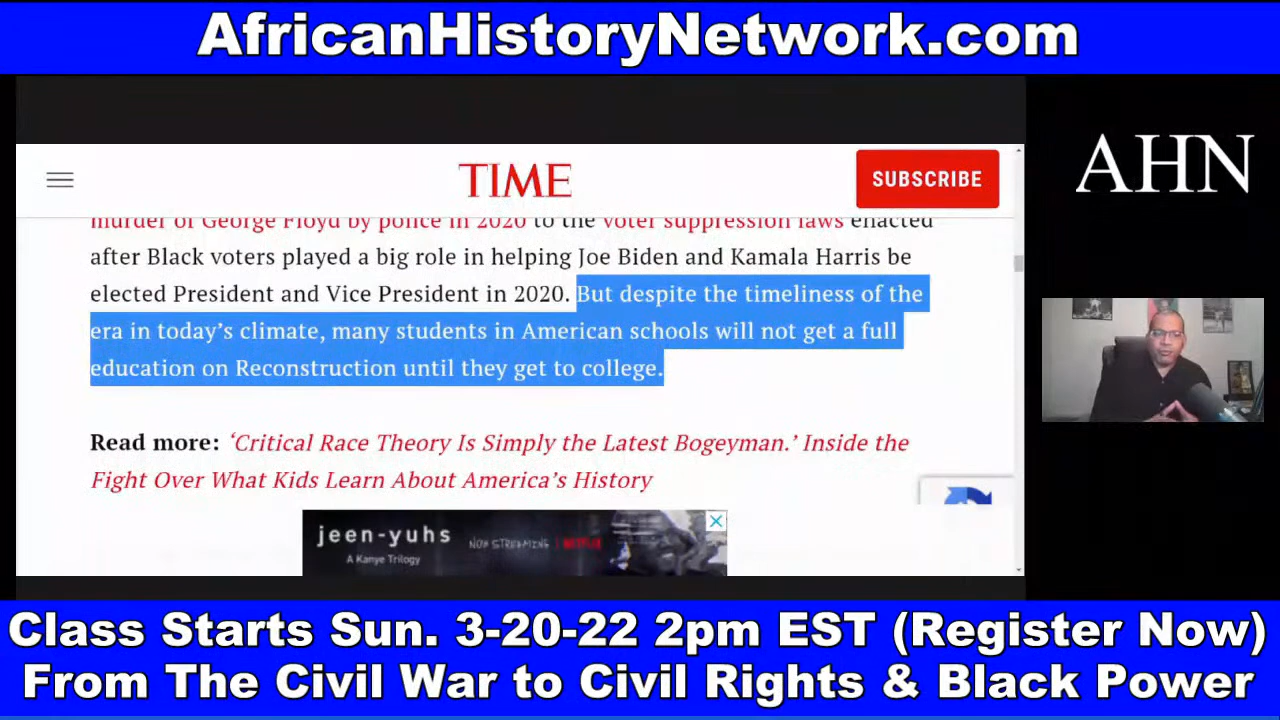 AfricanHistoryNetwork.com
AHN
TIME
SUBSCRIBE
murder of George Floyd by police in 2020 to the voter suppression laws enacted
after Black voters played a big role in helping Joe Biden and Kamala Harris be
elected President and Vice President in 2020. But despite the timeliness of the
era in today’s climate, many students in American schools will not get a full
education on Reconstruction until they get to college.
Read more: ‘Critical Race Theory Is Simply the Latest Bogeyman.’ Inside the
Fight Over What Kids Learn About America’s History
jeen-yuhs
A Kanye Trilogy
NOW STREAMING | NETFLIX
Class Starts Sun. 3-20-22 2pm EST (Register Now)
From The Civil War to Civil Rights & Black Power